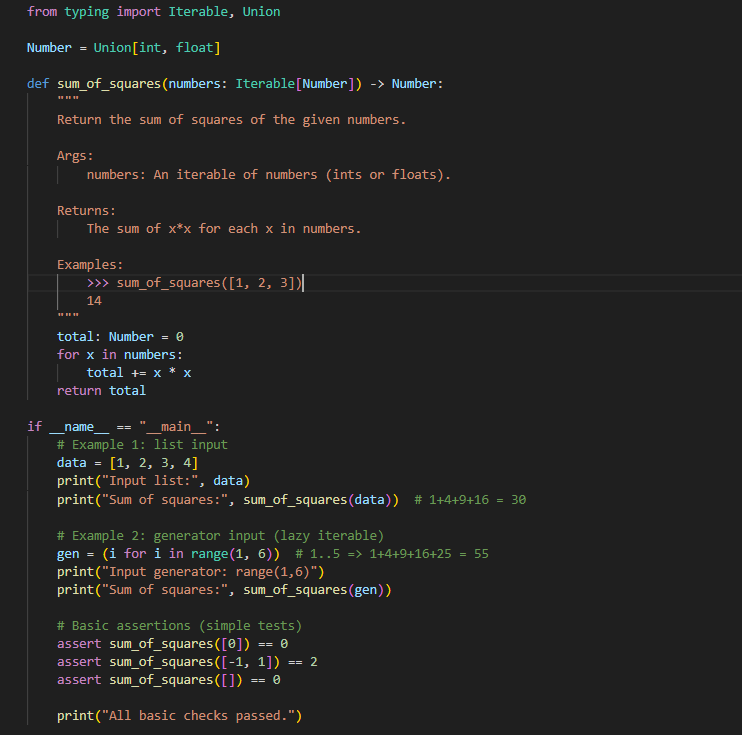 from typing import Iterable, Union

Number = Union[int, float]

def sum_of_squares(numbers: Iterable[Number]) -> Number:
    """
    Return the sum of squares of the given numbers.

    Args:
        numbers: An iterable of numbers (ints or floats).

    Returns:
        The sum of x*x for each x in numbers.

    Examples:
        >>> sum_of_squares([1, 2, 3])
        14
    """
    total: Number = 0
    for x in numbers:
        total += x * x
    return total

if __name__ == "__main__":
    # Example 1: list input
    data = [1, 2, 3, 4]
    print("Input list:", data)
    print("Sum of squares:", sum_of_squares(data))  # 1+4+9+16 = 30

    # Example 2: generator input (lazy iterable)
    gen = (i for i in range(1, 6))  # 1..5 => 1+4+9+16+25 = 55
    print("Input generator: range(1,6)")
    print("Sum of squares:", sum_of_squares(gen))

    # Basic assertions (simple tests)
    assert sum_of_squares([0]) == 0
    assert sum_of_squares([-1, 1]) == 2
    assert sum_of_squares([]) == 0

    print("All basic checks passed.")